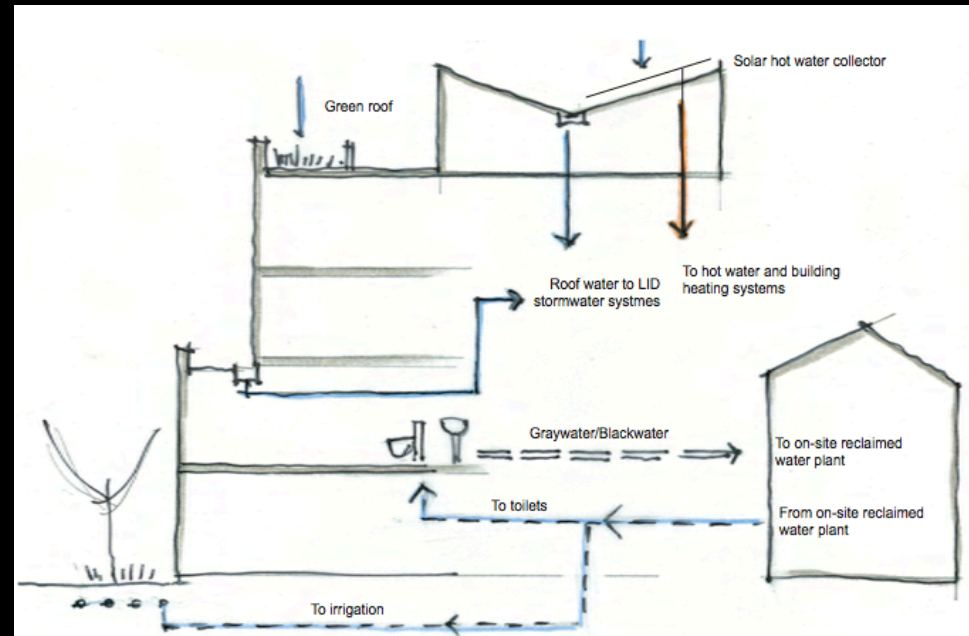 Solar hot water collector
Green roof
Roof water to LID
stormwater systmes
To hot water and building
heating systems
Graywater/Blackwater
To on-site reclaimed
water plant
To toilets
From on-site reclaimed
water plant
To irrigation